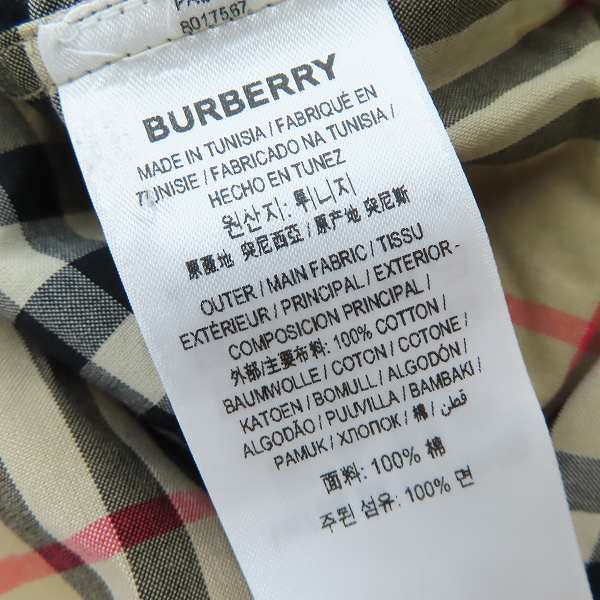 8017567
BURBERRY
MADE IN TUNISIA / FABRIQUÉ EN
TUNISIE / FABRICADO NA TUNISIA /
HECHO EN TUNEZ
원산지: 튀니지
原產地 突尼西亞 / 原产地 突尼斯
OUTER / MAIN FABRIC / TISSU
EXTÉRIEUR / PRINCIPAL / EXTERIOR-
COMPOSICION PRINCIPAL /
外部/主要布料: 100% COTTON /
BAUMWOLLE / COTON / COTONE /
KATOEN / BOMULL / ALGODÓN /
ALGODÃO / PUUVILLA / BAMBAKI /
PAMUK / ХЛОПОК / 棉 / قطن
面料: 100% 棉
주된 섬유: 100% 면